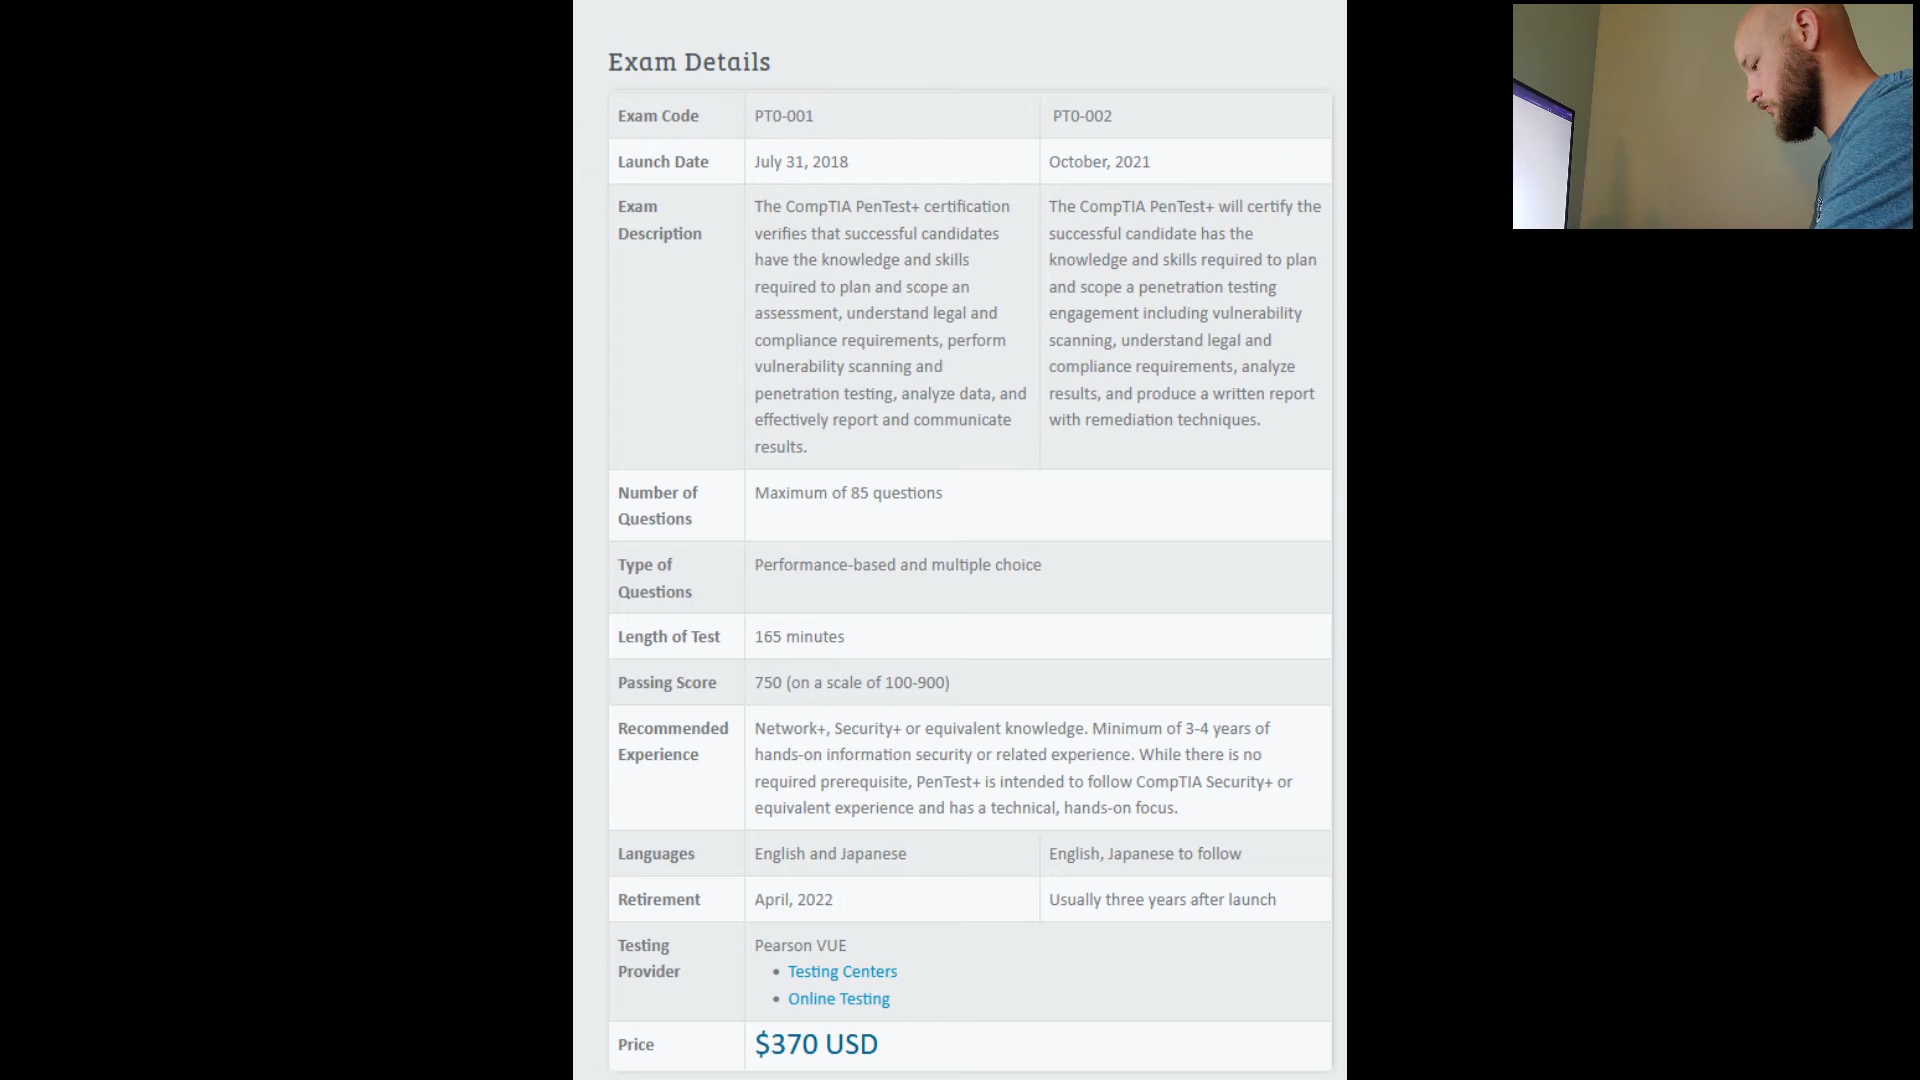 Exam Details
Exam Code
PT0-001
PT0-002
Launch Date
July 31, 2018
October, 2021
Exam
Description
The CompTIA PenTest+ certification
verifies that successful candidates
have the knowledge and skills
required to plan and scope an
assessment, understand legal and
compliance requirements, perform
vulnerability scanning and
penetration testing, analyze data, and
effectively report and communicate
results.
The CompTIA PenTest+ will certify the
successful candidate has the
knowledge and skills required to plan
and scope a penetration testing
engagement including vulnerability
scanning, understand legal and
compliance requirements, analyze
results, and produce a written report
with remediation techniques.
Number of
Questions
Maximum of 85 questions
Type of
Questions
Performance-based and multiple choice
Length of Test
165 minutes
Passing Score
750 (on a scale of 100-900)
Recommended
Experience
Network+, Security+ or equivalent knowledge. Minimum of 3-4 years of
hands-on information security or related experience. While there is no
required prerequisite, PenTest+ is intended to follow CompTIA Security+ or
equivalent experience and has a technical, hands-on focus.
Languages
English and Japanese
English, Japanese to follow
Retirement
April, 2022
Usually three years after launch
Testing
Provider
Pearson VUE
• Testing Centers
• Online Testing
Price
$370 USD